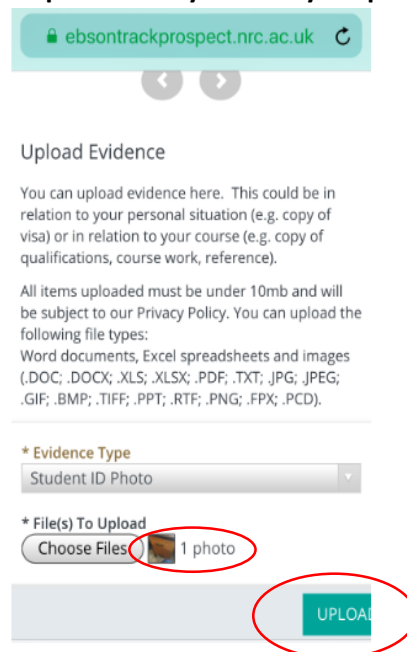 ebsontrackprospect.nrc.ac.uk
Upload Evidence
You can upload evidence here. This could be in
relation to your personal situation (e.g. copy of
visa) or in relation to your course (e.g. copy of
qualifications, course work, reference).
All items uploaded must be under 10mb and will
be subject to our Privacy Policy. You can upload the
following file types:
Word documents, Excel spreadsheets and images
(.DOC; .DOCX; .XLS; .XLSX; .PDF; .TXT; .JPG; .JPEG;
.GIF; .BMP; .TIFF; .PPT; .RTF; .PNG; .FPX; .PCD).
* Evidence Type
Student ID Photo
* File(s) To Upload
Choose Files 1 photo
UPLOA